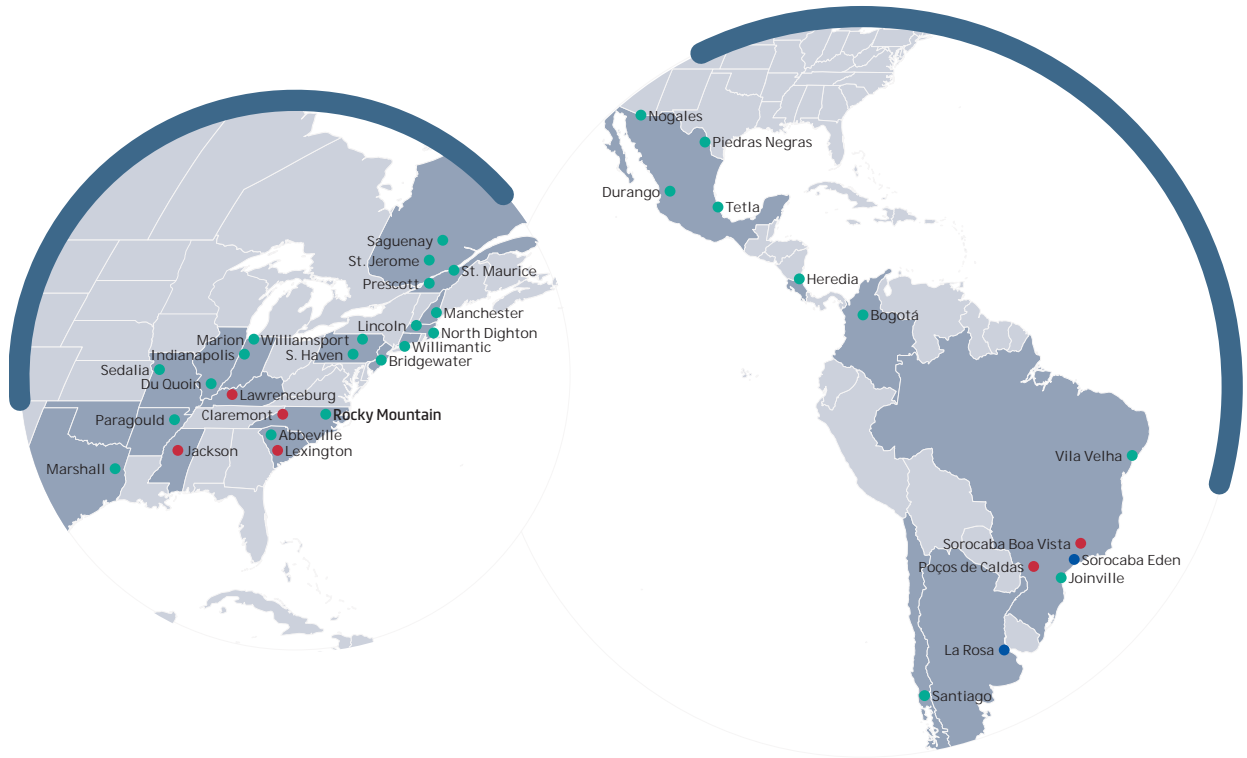 Saguenay
St. Jerome
St. Maurice
Prescott
Manchester
Lincoln
North Dighton
Marion
Williamsport
Willimantic
Indianapolis
S. Haven
Bridgewater
Sedalia
Du Quoin
Lawrenceburg
Claremont
Rocky Mountain
Paragould
Abbeville
Jackson
Lexington
Marshall
Nogales
Piedras Negras
Durango
Tetla
Heredia
Bogotá
Vila Velha
Sorocaba Boa Vista
Sorocaba Eden
Poços de Caldas
Joinville
La Rosa
Santiago